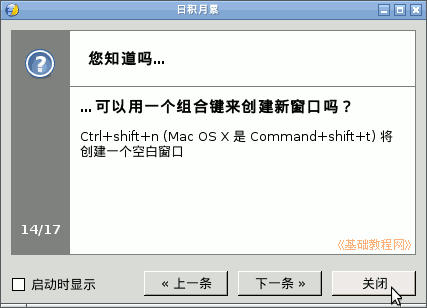 日积月累
您知道吗...
... 可以用一个组合键来创建新窗口吗？
Ctrl+shift+n (Mac OS X 是 Command+shift+t) 将
创建一个空白窗口
14/17
《基础教程网》
启动时显示
« 上一条
下一条 »
关闭